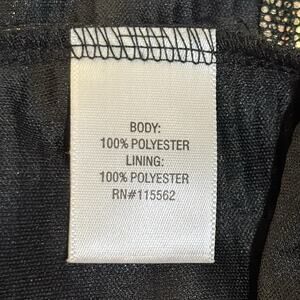 BODY:
100% POLYESTER
LINING:
100% POLYESTER
RN#115562